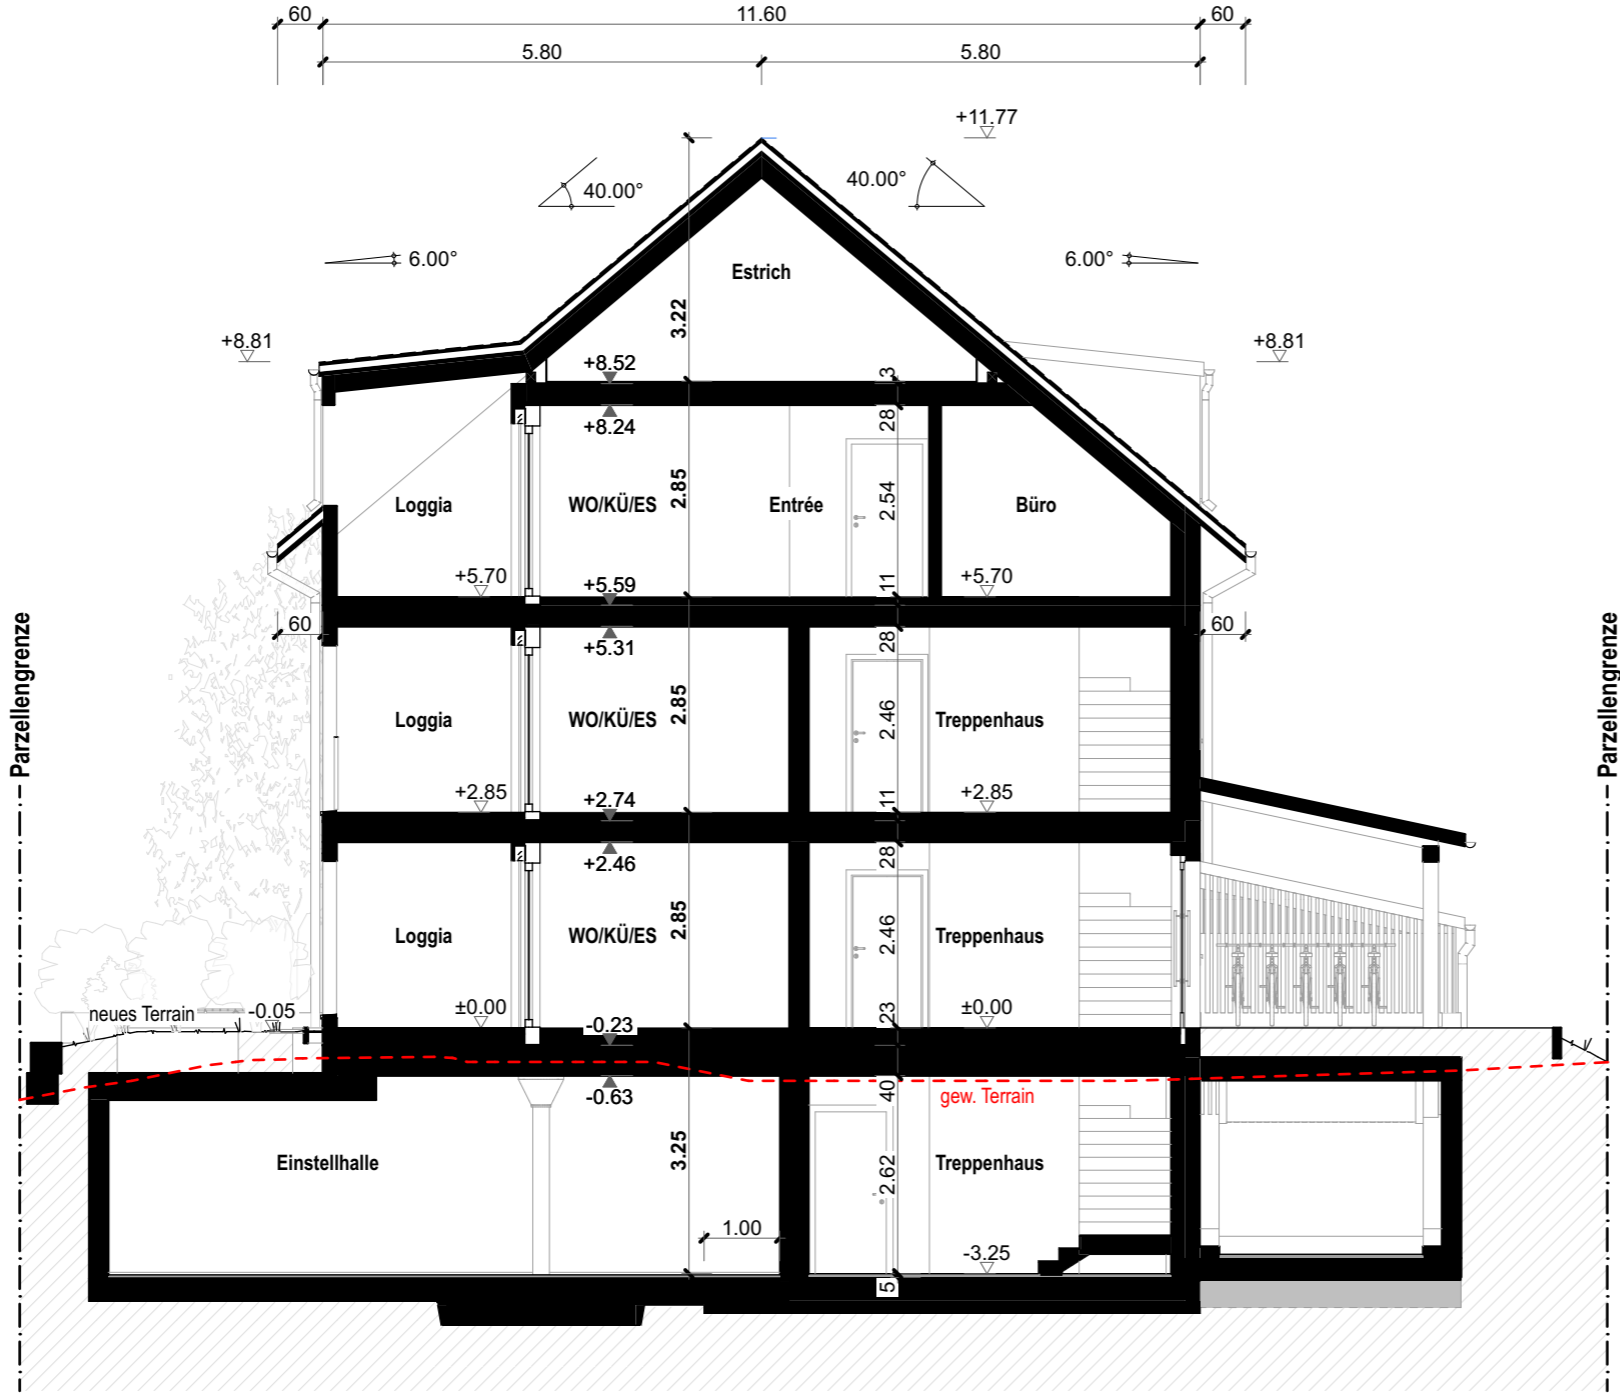 60 11.60 60
5.80 5.80
+11.77
40.00° 40.00°
6.00° 6.00°
Estrich
3.22
+8.81 +8.81
+8.52 3
+8.24 28
2.85 2.54
Loggia WO/KÜ/ES Entrée Büro
+5.70 +5.59 11 +5.70
60 60
+5.31 28
Parzellengrenze Parzellengrenze
2.85 2.46
Loggia WO/KÜ/ES Treppenhaus
+2.85 +2.74 11 +2.85
+2.46 28
2.85 2.46
Loggia WO/KÜ/ES Treppenhaus
neues Terrain -0.05 ±0.00 -0.23 23 ±0.00
-0.63 40 gew. Terrain
3.25 2.62
Einstellhalle Treppenhaus
1.00 -3.25
5